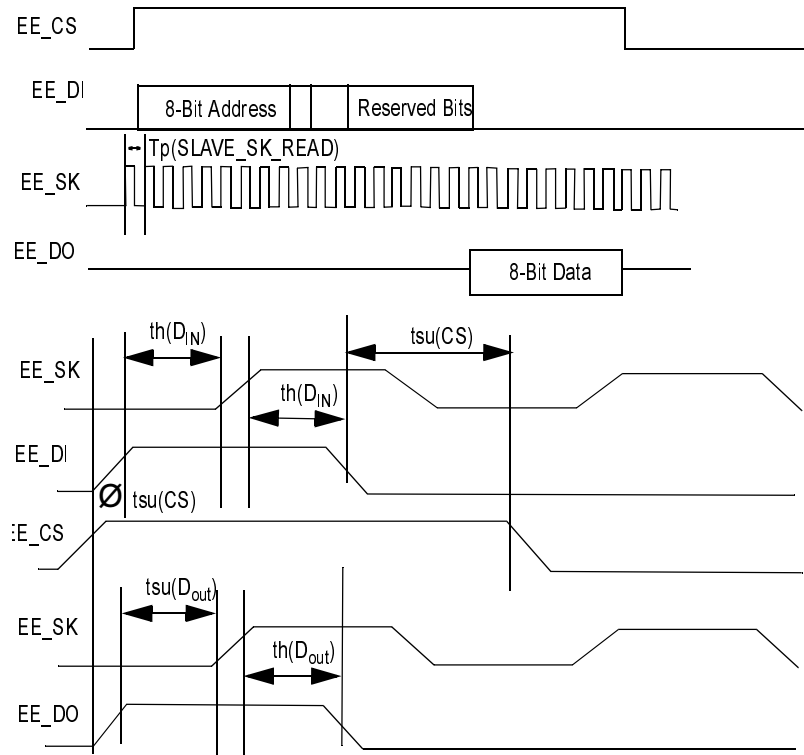 EE_CS
EE_DI
8-Bit Address
Reserved Bits
Tp(SLAVE_SK_READ)
EE_SK
EE_DO
8-Bit Data
th(DIN)
tsu(CS)
EE_SK
th(DIN)
EE_DI
Ø tsu(CS)
EE_CS
tsu(Dout)
EE_SK
th(Dout)
EE_DO